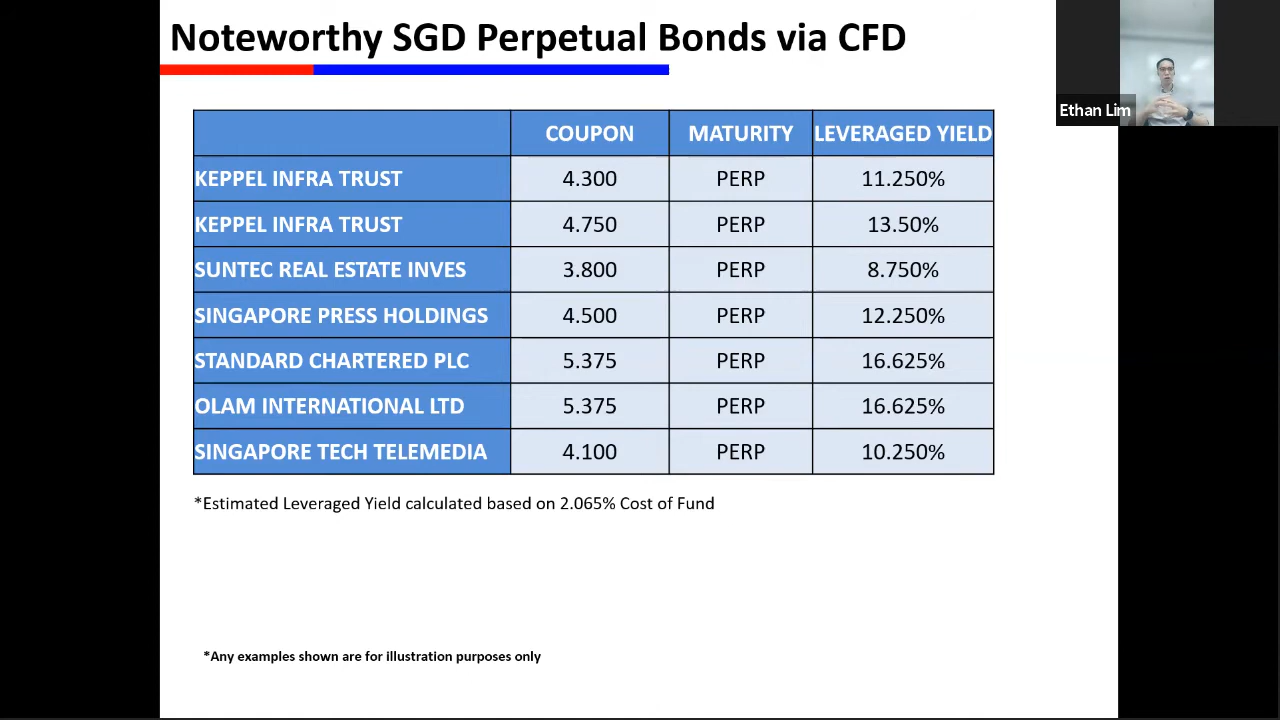 Noteworthy SGD Perpetual Bonds via CFD
Ethan Lim
COUPON MATURITY LEVERAGED YIELD
KEPPEL INFRA TRUST 4.300 PERP 11.250%
KEPPEL INFRA TRUST 4.750 PERP 13.50%
SUNTEC REAL ESTATE INVES 3.800 PERP 8.750%
SINGAPORE PRESS HOLDINGS 4.500 PERP 12.250%
STANDARD CHARTERED PLC 5.375 PERP 16.625%
OLAM INTERNATIONAL LTD 5.375 PERP 16.625%
SINGAPORE TECH TELEMEDIA 4.100 PERP 10.250%
*Estimated Leveraged Yield calculated based on 2.065% Cost of Fund
*Any examples shown are for illustration purposes only